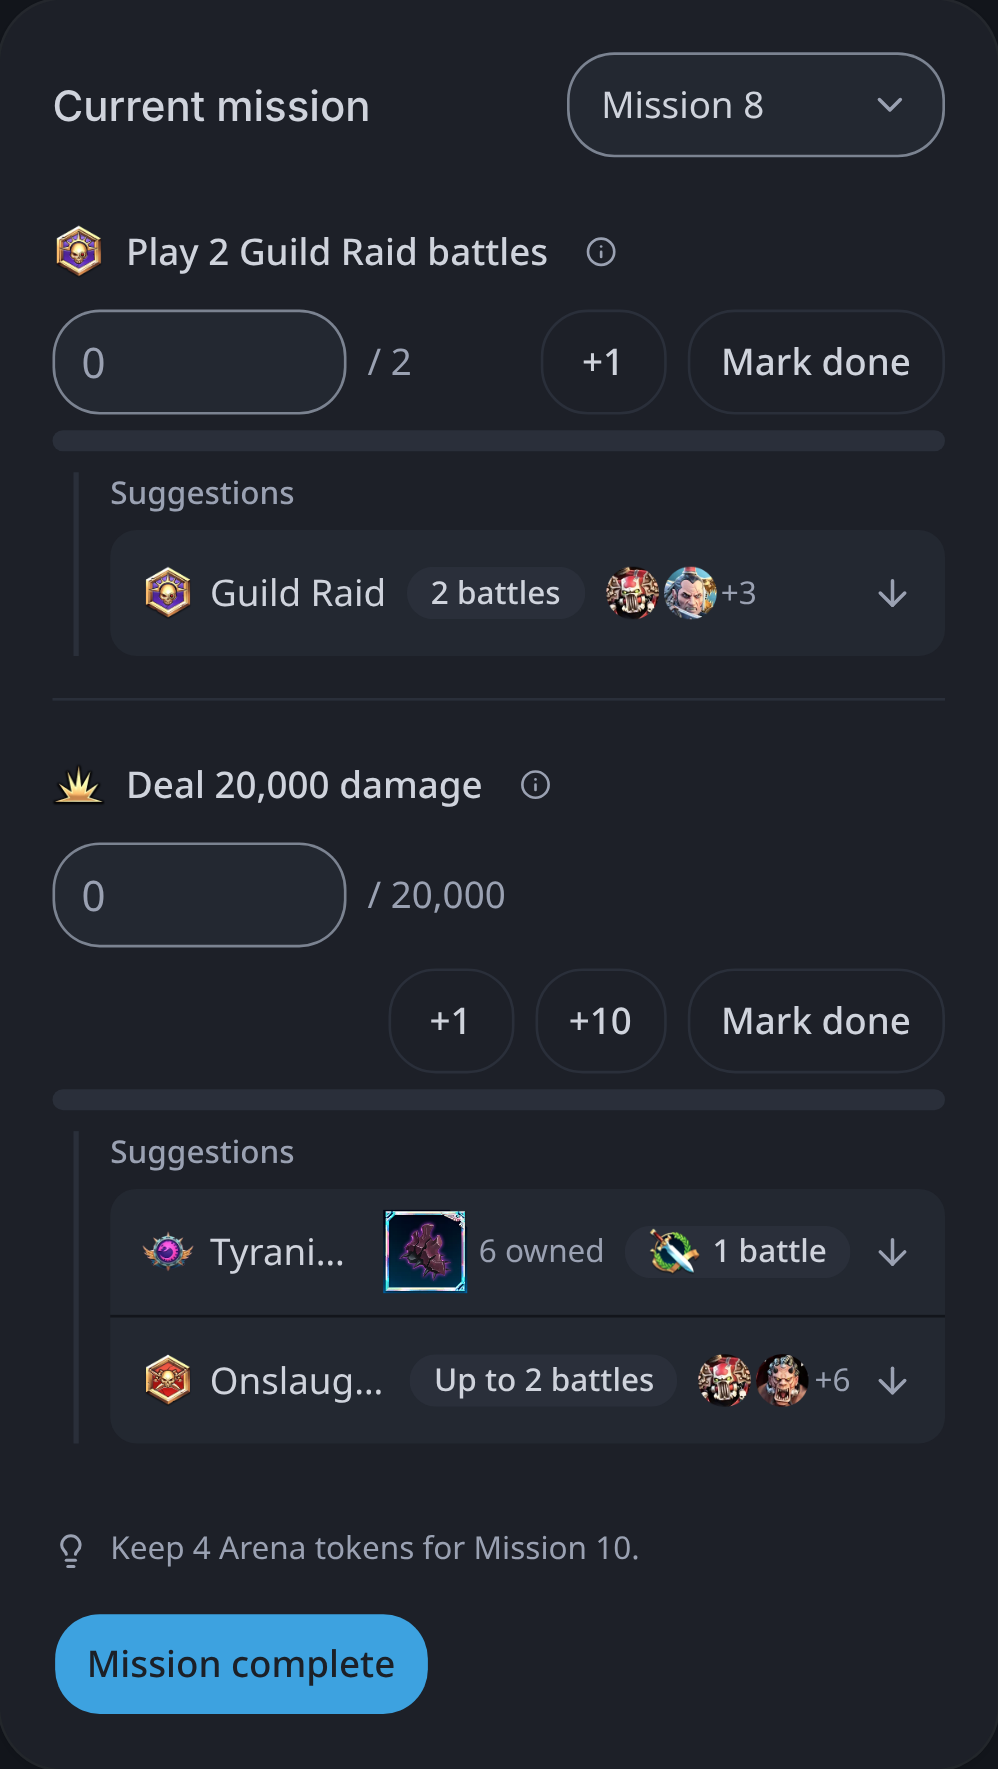 Current mission
Mission 8
Play 2 Guild Raid battles
0 / 2 +1 Mark done
Suggestions
Guild Raid 2 battles +3
Deal 20,000 damage
0 / 20,000
+1 +10 Mark done
Suggestions
Tyrani... 6 owned 1 battle
Onslaug... Up to 2 battles +6
Keep 4 Arena tokens for Mission 10.
Mission complete